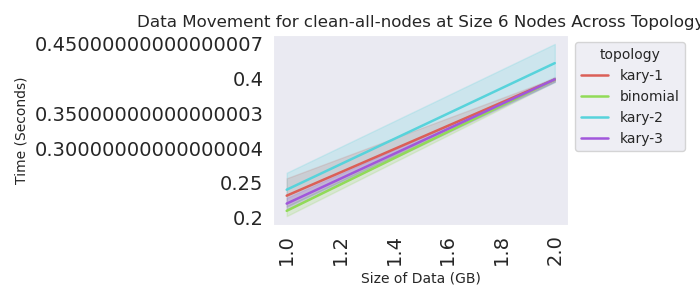 Data Movement for clean-all-nodes at Size 6 Nodes Across Topology
0.45000000000000007
0.4
0.35000000000000003
0.30000000000000004
0.25
0.2
Time (Seconds)
1.0
1.2
1.4
1.6
1.8
2.0
Size of Data (GB)
topology
kary-1
binomial
kary-2
kary-3